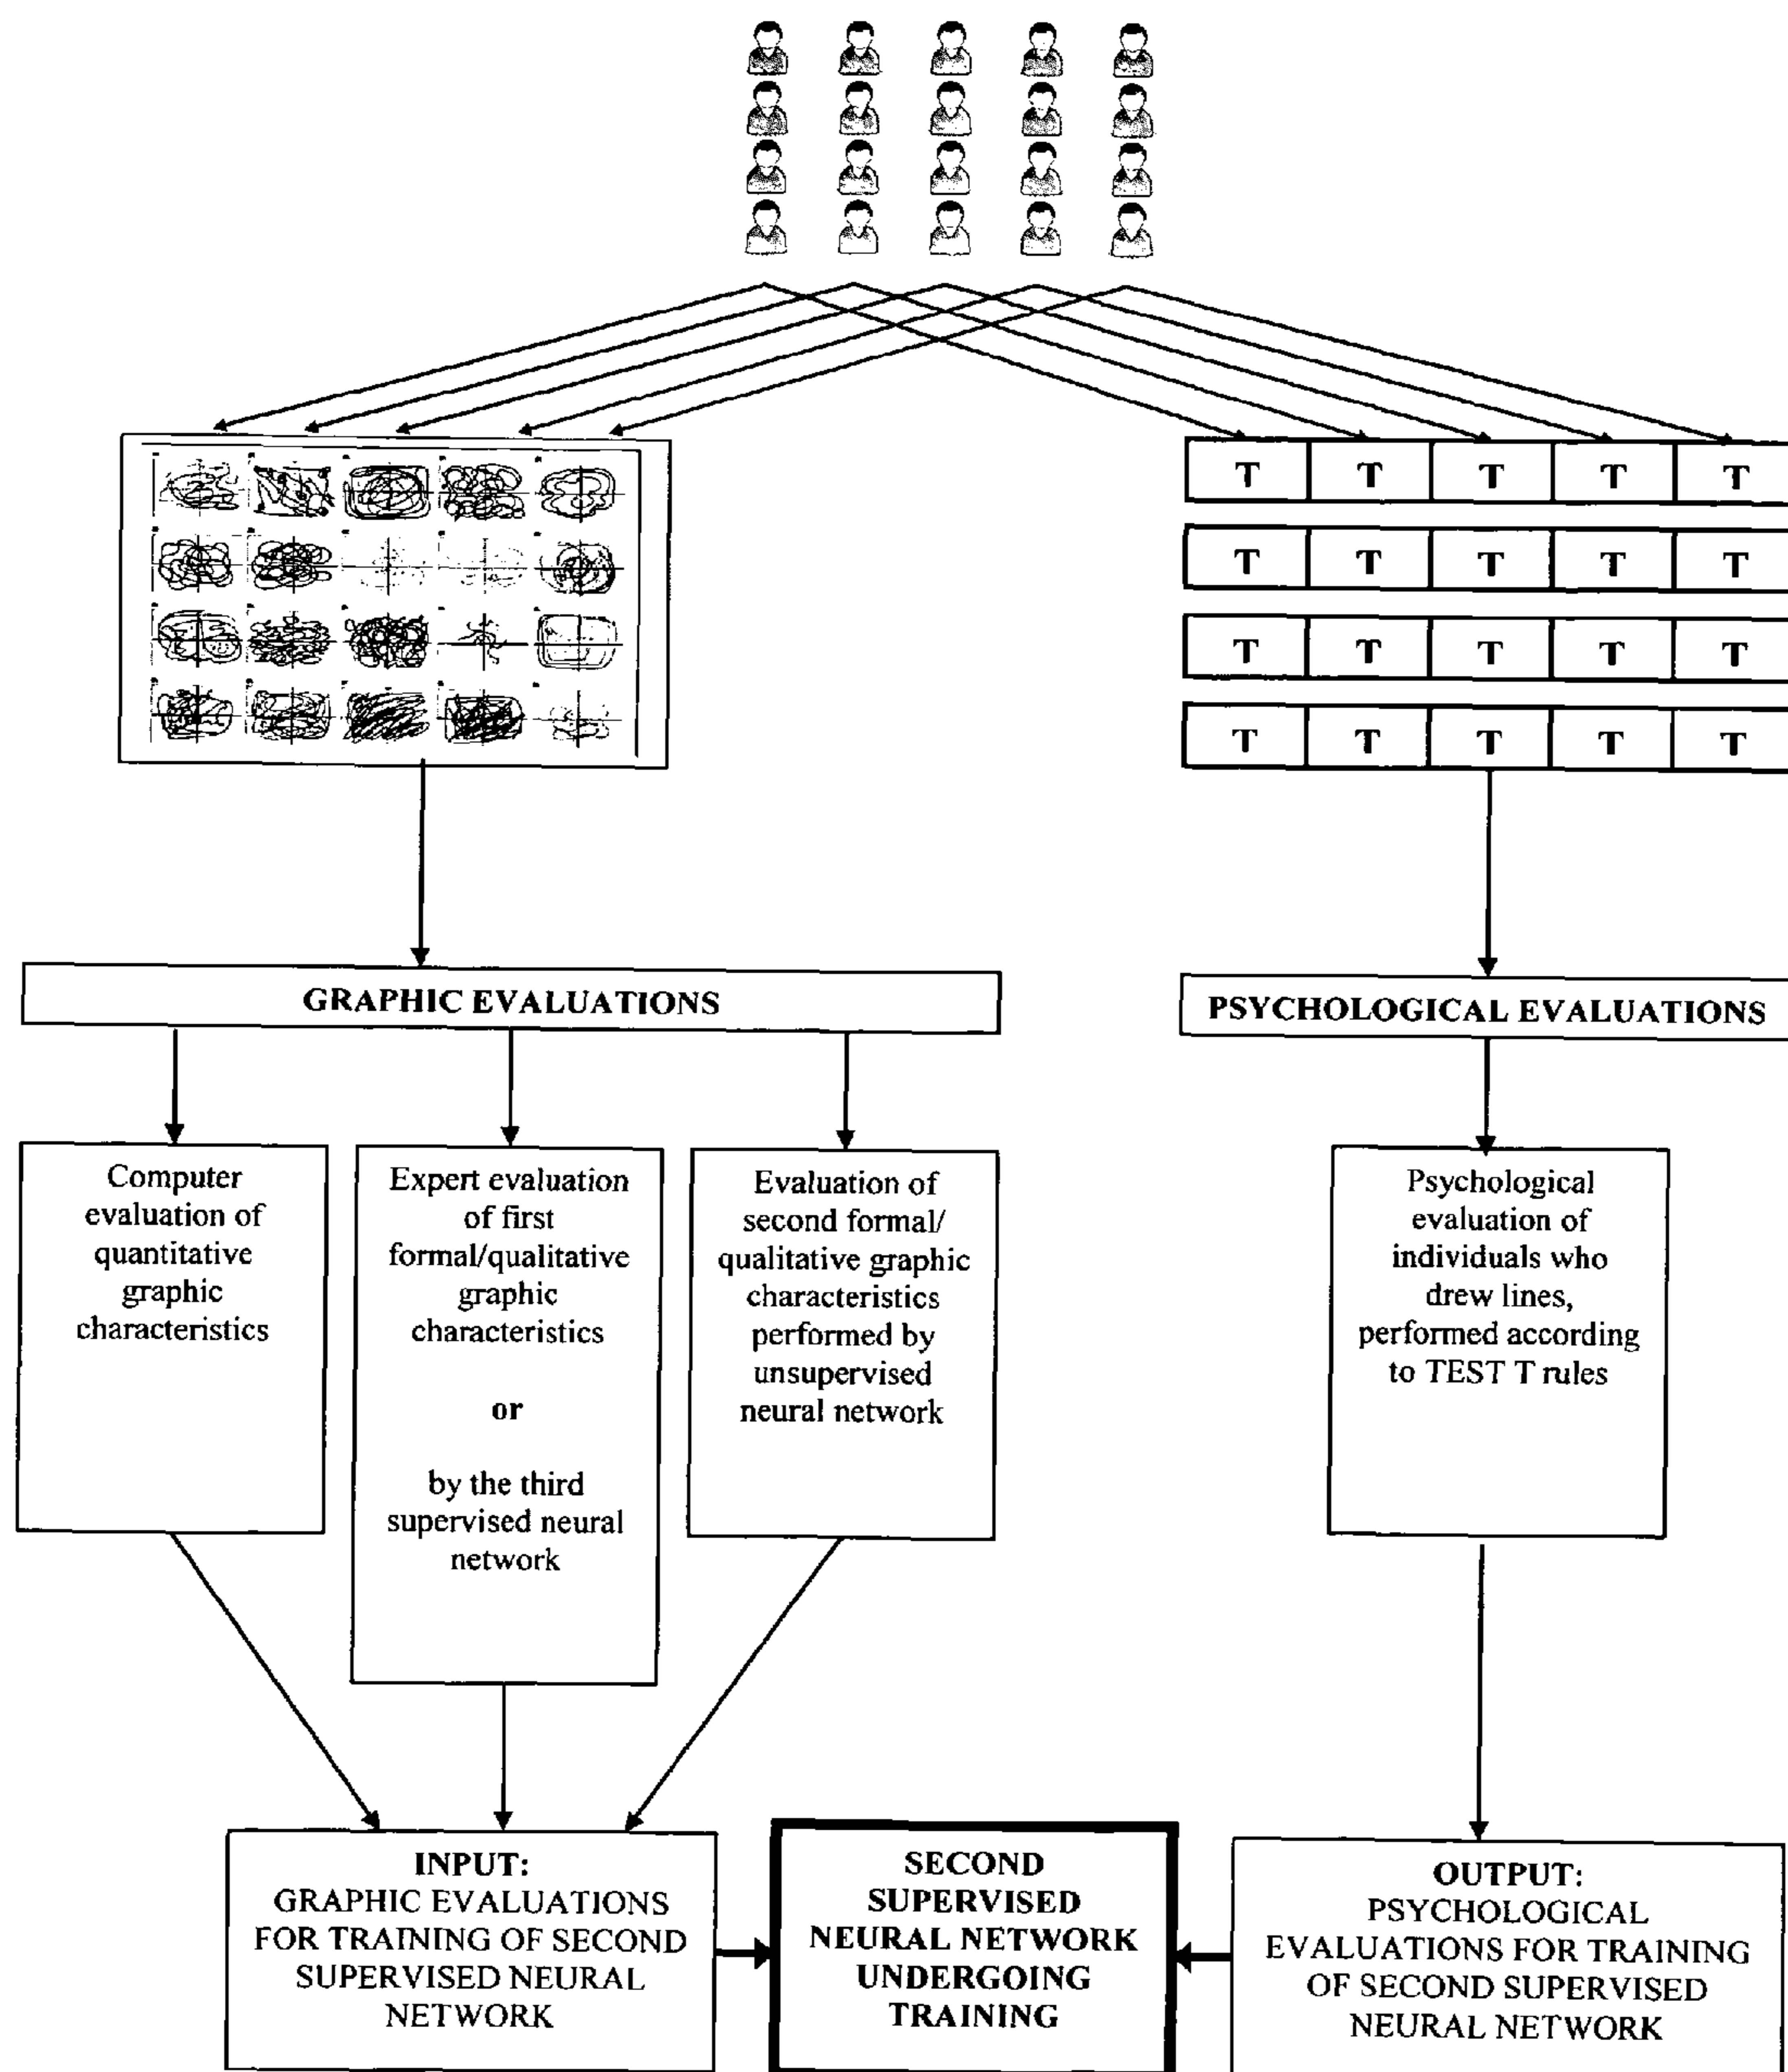 T T T T T
T T T T T
T T T T T
T T T T T
GRAPHIC EVALUATIONS
PSYCHOLOGICAL EVALUATIONS
Computer
evaluation of
quantitative
graphic
characteristics
Expert evaluation
of first
formal/qualitative
graphic
characteristics
or
by the third
supervised neural
network
Evaluation of
second formal/
qualitative graphic
characteristics
performed by
unsupervised
neural network
Psychological
evaluation of
individuals who
drew lines,
performed according
to TEST T rules
INPUT:
GRAPHIC EVALUATIONS
FOR TRAINING OF SECOND
SUPERVISED NEURAL
NETWORK
SECOND
SUPERVISED
NEURAL NETWORK
UNDERGOING
TRAINING
OUTPUT:
PSYCHOLOGICAL
EVALUATIONS FOR TRAINING
OF SECOND SUPERVISED
NEURAL NETWORK